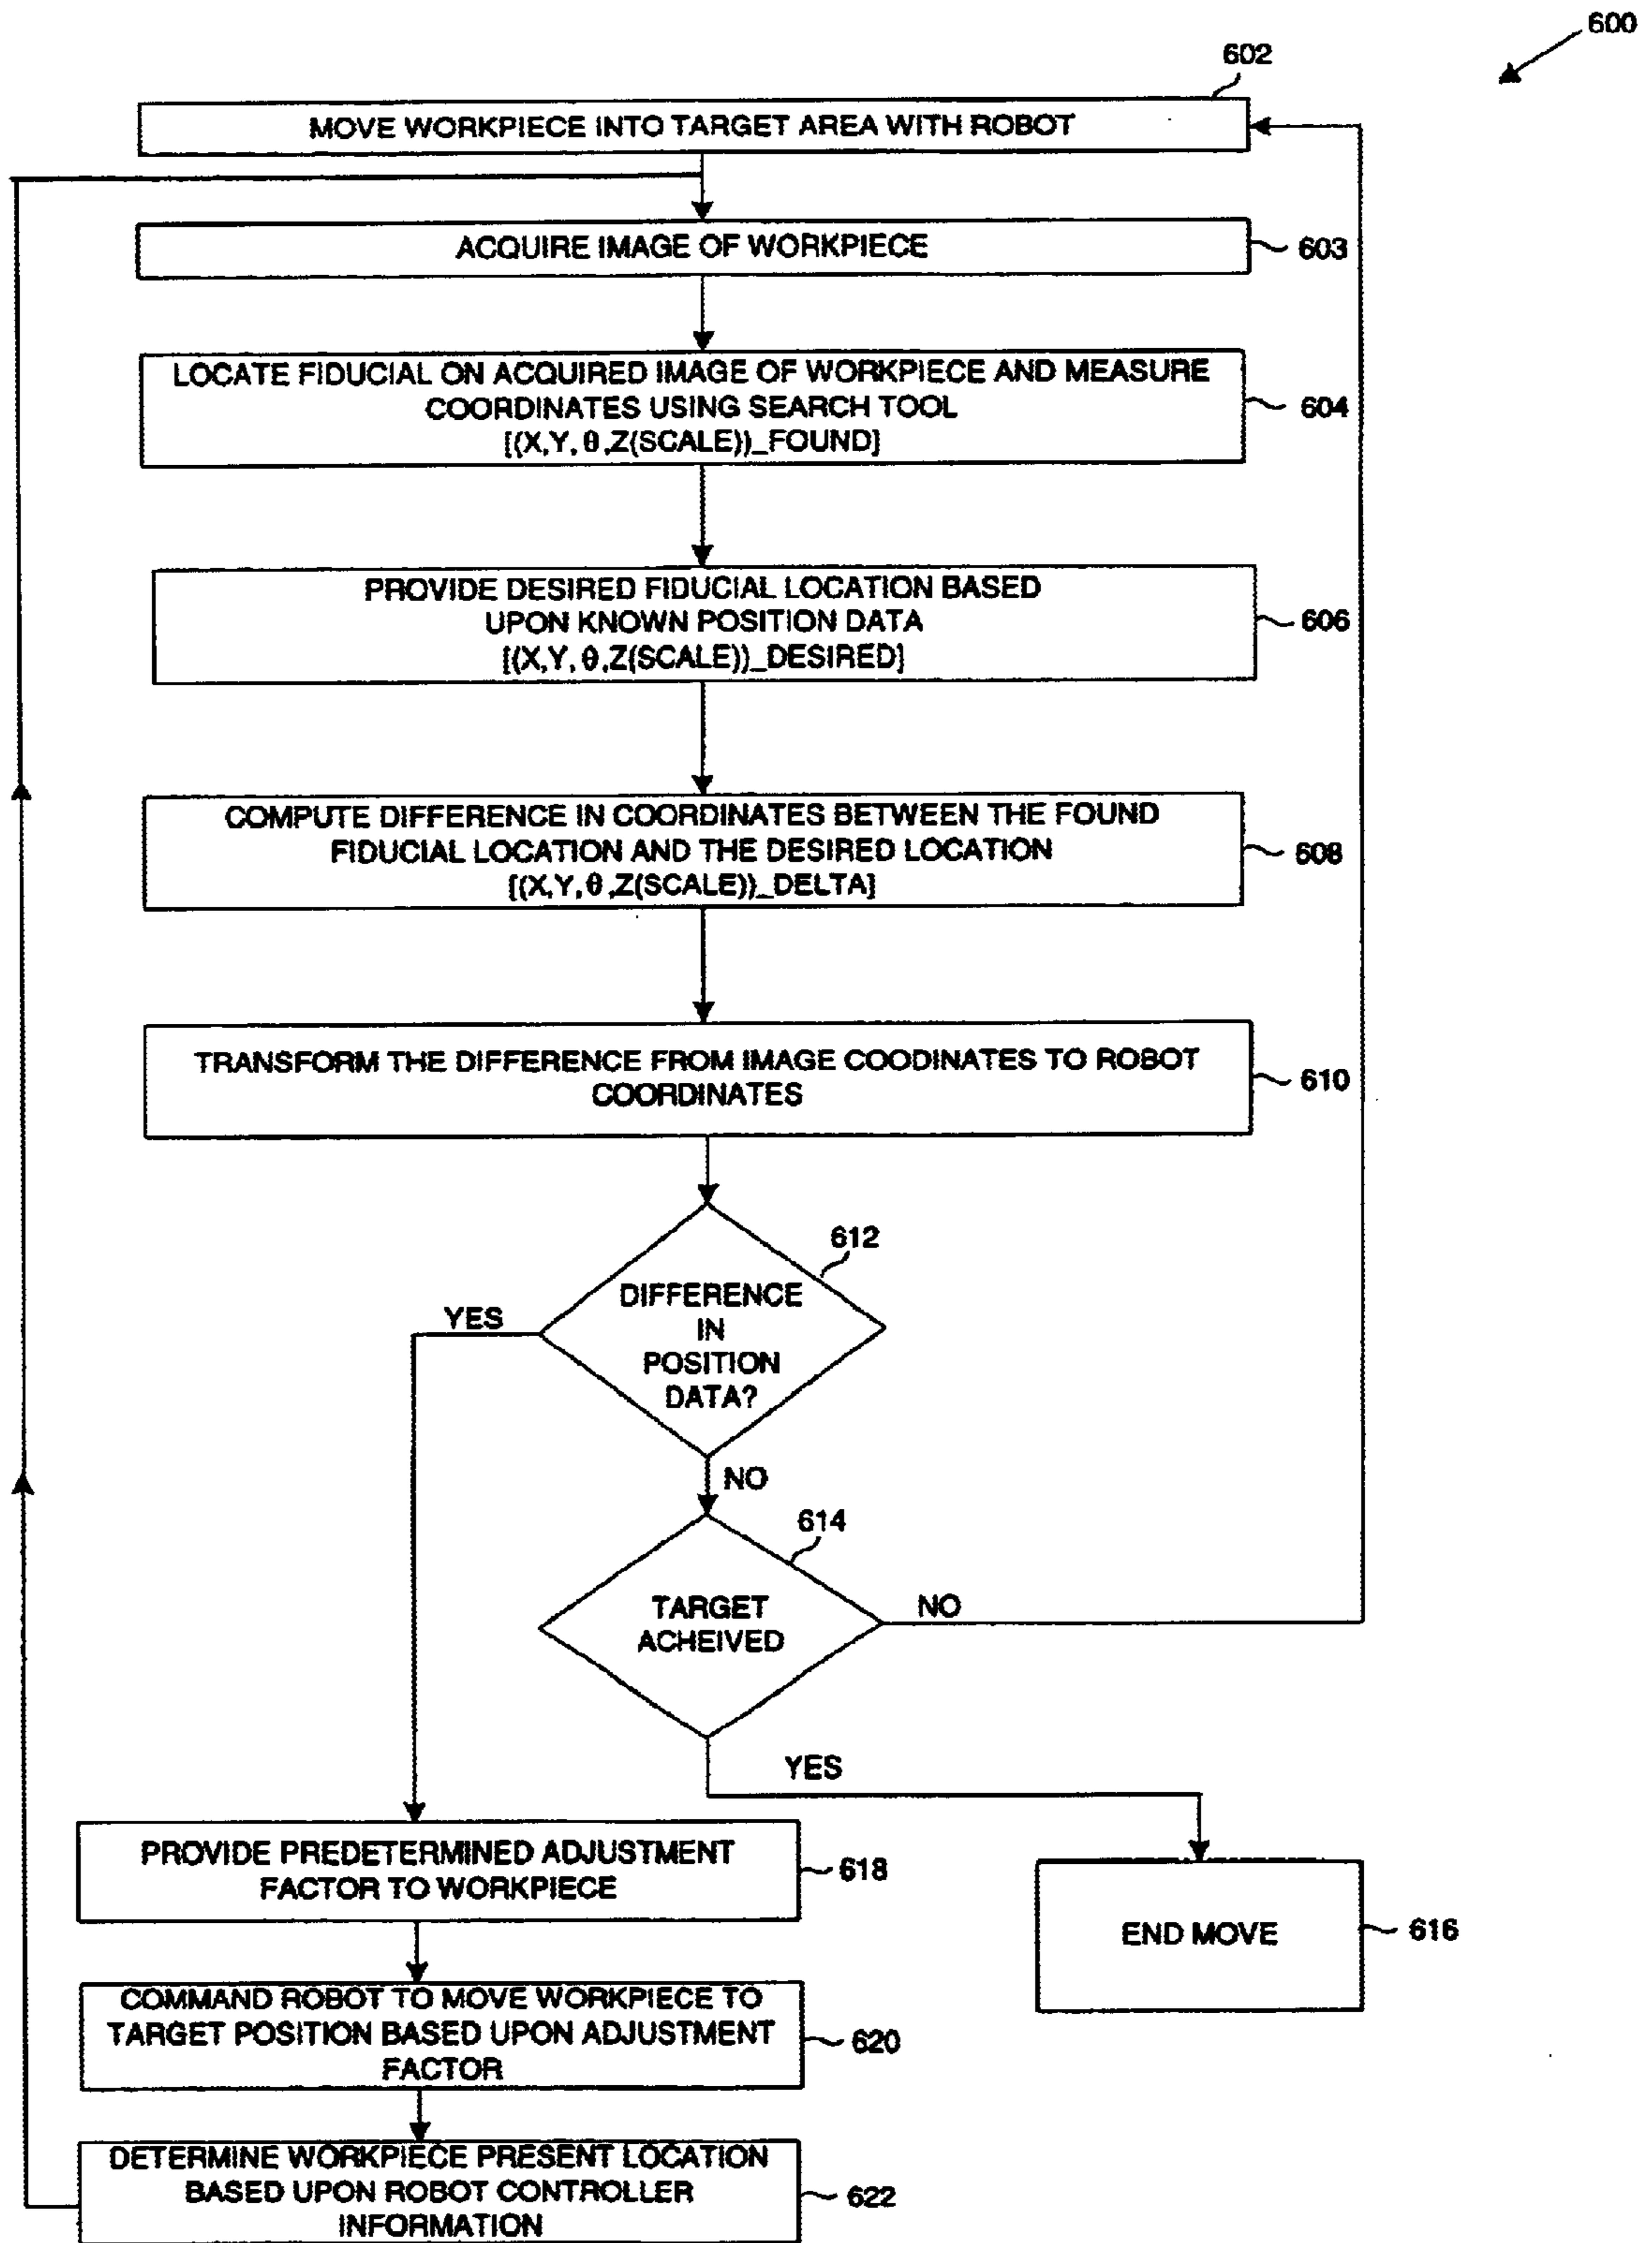 600
602
MOVE WORKPIECE INTO TARGET AREA WITH ROBOT
ACQUIRE IMAGE OF WORKPIECE
603
LOCATE FIDUCIAL ON ACQUIRED IMAGE OF WORKPIECE AND MEASURE
COORDINATES USING SEARCH TOOL
[(X,Y, θ,Z(SCALE))_FOUND]
604
PROVIDE DESIRED FIDUCIAL LOCATION BASED
UPON KNOWN POSITION DATA
[(X,Y, θ,Z(SCALE))_DESIRED]
606
COMPUTE DIFFERENCE IN COORDINATES BETWEEN THE FOUND
FIDUCIAL LOCATION AND THE DESIRED LOCATION
[(X,Y, θ,Z(SCALE))_DELTA]
608
TRANSFORM THE DIFFERENCE FROM IMAGE COODINATES TO ROBOT
COORDINATES
610
612
DIFFERENCE
IN
POSITION
DATA?
YES
NO
614
TARGET
ACHEIVED
NO
YES
PROVIDE PREDETERMINED ADJUSTMENT
FACTOR TO WORKPIECE
618
END MOVE
616
COMMAND ROBOT TO MOVE WORKPIECE TO
TARGET POSITION BASED UPON ADJUSTMENT
FACTOR
620
DETERMINE WORKPIECE PRESENT LOCATION
BASED UPON ROBOT CONTROLLER
INFORMATION
622